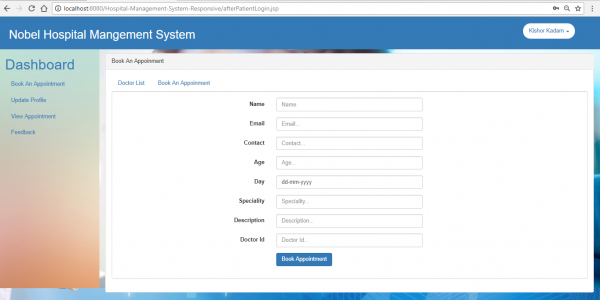 localhost:8080/Hospital-Management-System-Responsive/afterPatientLogin.jsp
Nobel Hospital Mangement System
Kishor Kadam
Dashboard
Book An Appointment
Update Profile
View Appointment
Feedback
Book An Appoinment
Doctor List
Book An Appoinment
Name
Name
Email
Email...
Contact
Contact...
Age
Age...
Day
dd-mm-yyyy
Speciality
Speciality...
Description
Description...
Doctor Id
Doctor Id...
Book Appointment